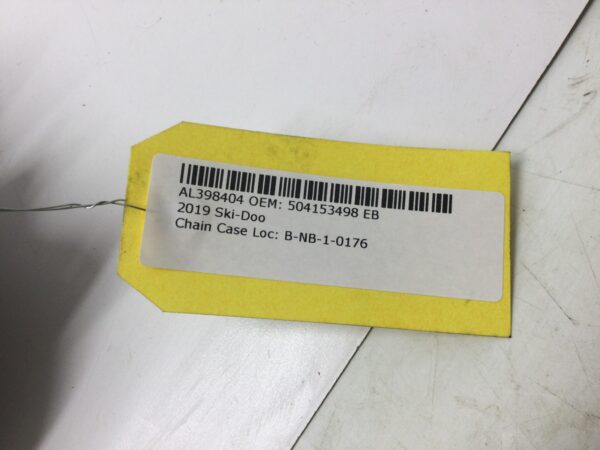 AL398404 OEM: 504153498 EB
2019 Ski-Doo
Chain Case Loc: B-NB-1-0176